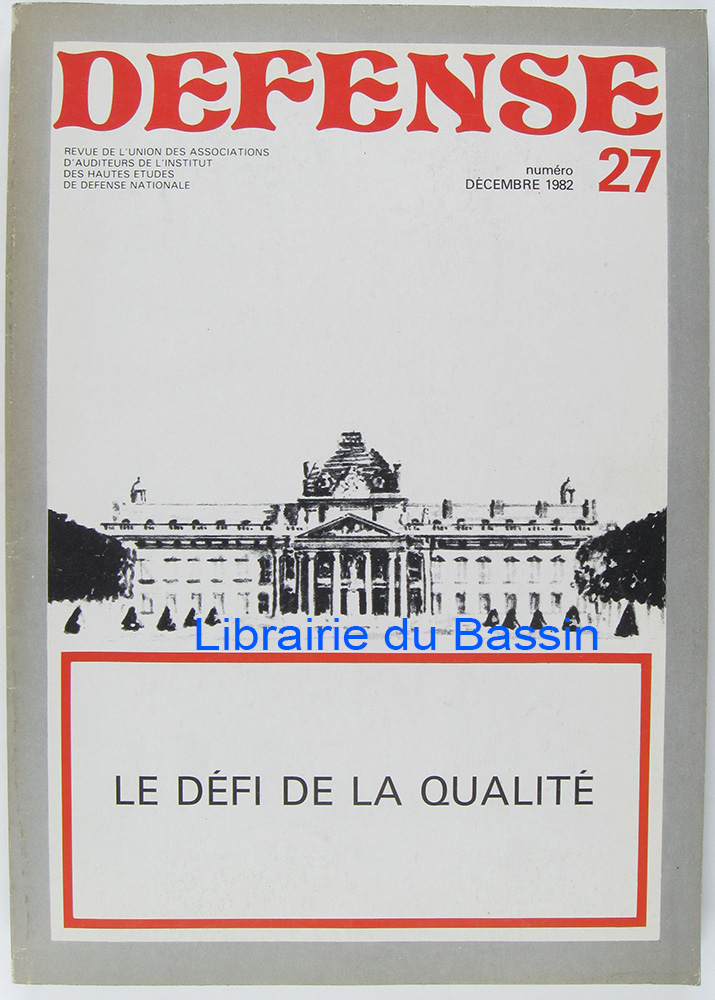 DEFENSE
REVUE DE L'UNION DES ASSOCIATIONS
D'AUDITEURS DE L'INSTITUT
DES HAUTES ETUDES
DE DEFENSE NATIONALE
numéro
DÉCEMBRE 1982
27
Librairie du Bassin
LE DÉFI DE LA QUALITÉ